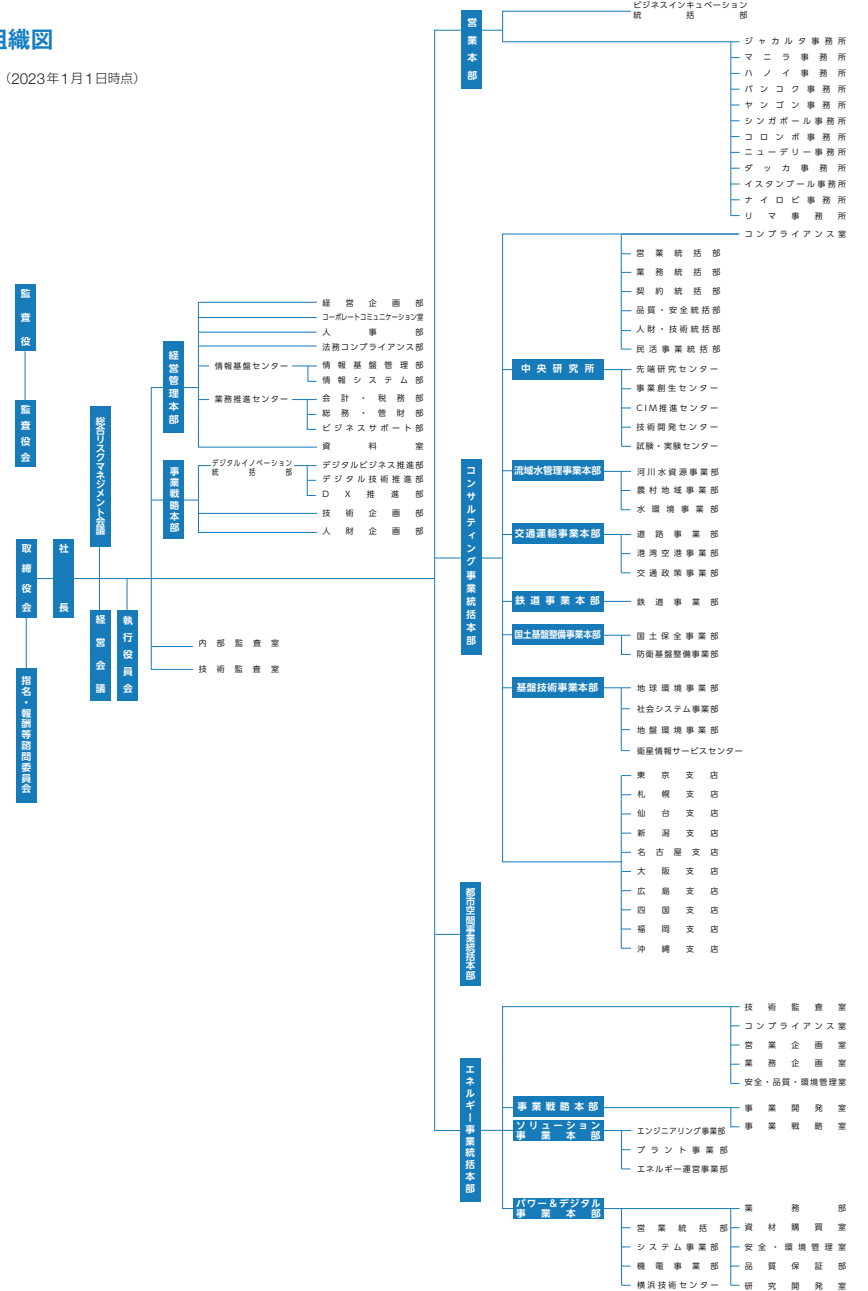 組織図
（2023年1月1日時点）
監査役
監査役会
取締役会
指名・報酬等諮問委員会
社長
総合リスクマネジメント会議
経営会議
執行役員会
経営管理本部
経営企画部
コーポレートコミュニケーション室
人事部
法務コンプライアンス部
情報基盤センター
情報基盤管理部
情報システム部
業務推進センター
会計・税務部
総務・管財部
ビジネスサポート部
資料室
事業戦略本部
デジタルイノベーション
統括部
デジタルビジネス推進部
デジタル技術推進部
DX推進部
技術企画部
人財企画部
内部監査室
技術監査室
営業本部
ビジネスインキュベーション
統括部
ジャカルタ事務所
マニラ事務所
ハノイ事務所
バンコク事務所
ヤンゴン事務所
シンガポール事務所
コロンボ事務所
ニューデリー事務所
ダッカ事務所
イスタンブール事務所
ナイロビ事務所
リマ事務所
コンサルティング事業統括本部
コンプライアンス室
営業統括部
業務統括部
契約統括部
品質・安全統括部
人財・技術統括部
民活事業統括部
中央研究所
先端研究センター
事業創生センター
CIM推進センター
技術開発センター
試験・実験センター
流域水管理事業本部
河川水資源事業部
農村地域事業部
水環境事業部
交通運輸事業本部
道路事業部
港湾空港事業部
交通政策事業部
鉄道事業本部
鉄道事業部
国土基盤整備事業本部
国土保全事業部
防衛基盤整備事業部
基盤技術事業本部
地球環境事業部
社会システム事業部
地盤環境事業部
衛星情報サービスセンター
東京支店
札幌支店
仙台支店
新潟支店
名古屋支店
大阪支店
広島支店
四国支店
福岡支店
沖縄支店
都市空間事業統括本部
エネルギー事業統括本部
技術監査室
コンプライアンス室
営業企画室
業務企画室
安全・品質・環境管理室
事業戦略本部
事業開発室
事業戦略室
ソリューション
事業本部
エンジニアリング事業部
プラント事業部
エネルギー運営事業部
パワー&デジタル
事業本部
業務部
営業統括部
資材購買室
システム事業部
安全・環境管理室
機電事業部
品質保証部
横浜技術センター
研究開発室